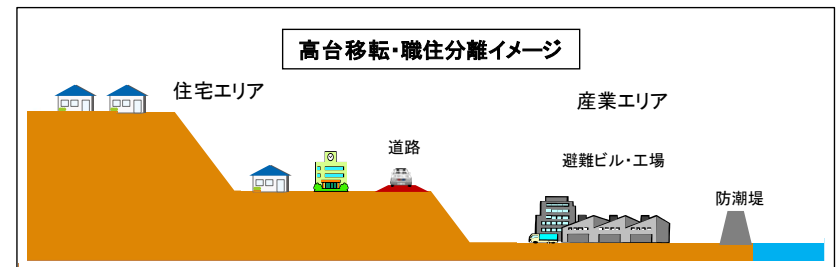 高台移転・職住分離イメージ
住宅エリア
産業エリア
道路
避難ビル・工場
防潮堤